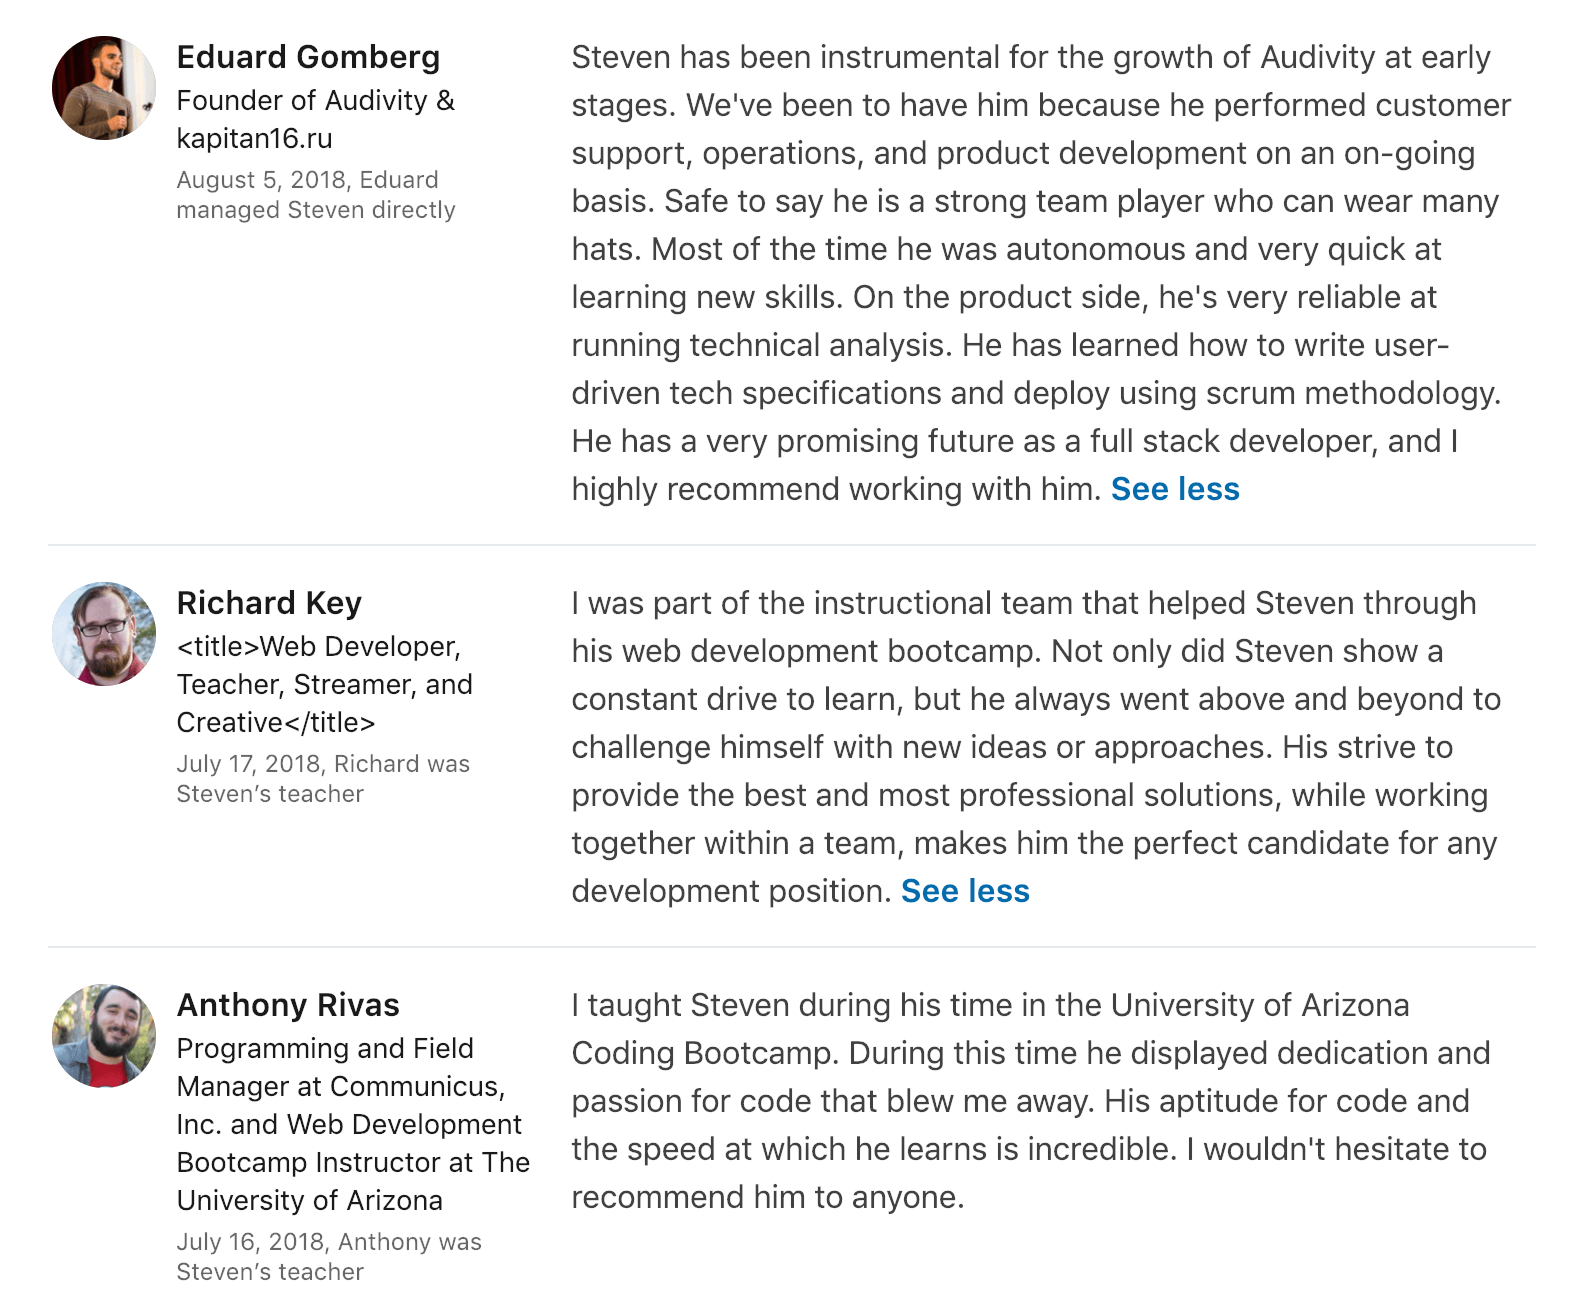 Eduard Gomberg
Founder of Audivity &
kapitan16.ru
August 5, 2018, Eduard
managed Steven directly
Steven has been instrumental for the growth of Audivity at early
stages. We've been to have him because he performed customer
support, operations, and product development on an on-going
basis. Safe to say he is a strong team player who can wear many
hats. Most of the time he was autonomous and very quick at
learning new skills. On the product side, he's very reliable at
running technical analysis. He has learned how to write user-
driven tech specifications and deploy using scrum methodology.
He has a very promising future as a full stack developer, and I
highly recommend working with him. See less
Richard Key
<title>Web Developer,
Teacher, Streamer, and
Creative</title>
July 17, 2018, Richard was
Steven’s teacher
I was part of the instructional team that helped Steven through
his web development bootcamp. Not only did Steven show a
constant drive to learn, but he always went above and beyond to
challenge himself with new ideas or approaches. His strive to
provide the best and most professional solutions, while working
together within a team, makes him the perfect candidate for any
development position. See less
Anthony Rivas
Programming and Field
Manager at Communicus,
Inc. and Web Development
Bootcamp Instructor at The
University of Arizona
July 16, 2018, Anthony was
Steven’s teacher
I taught Steven during his time in the University of Arizona
Coding Bootcamp. During this time he displayed dedication and
passion for code that blew me away. His aptitude for code and
the speed at which he learns is incredible. I wouldn't hesitate to
recommend him to anyone.